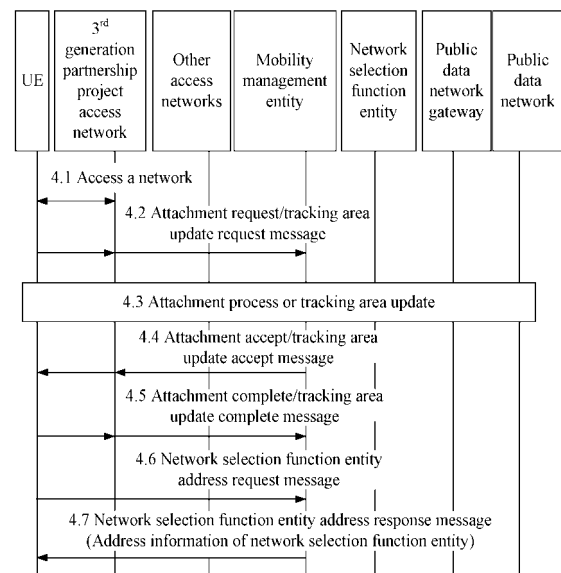 UE
3rd
generation
partnership
project
access
network
Other
access
networks
Mobility
management
entity
Network
selection
function
entity
Public
data
network
gateway
Public
data
network
4.1 Access a network
4.2 Attachment request/tracking area
update request message
4.3 Attachment process or tracking area update
4.4 Attachment accept/tracking area
update accept message
4.5 Attachment complete/tracking area
update complete message
4.6 Network selection function entity
address request message
4.7 Network selection function entity address response message
(Address information of network selection function entity)